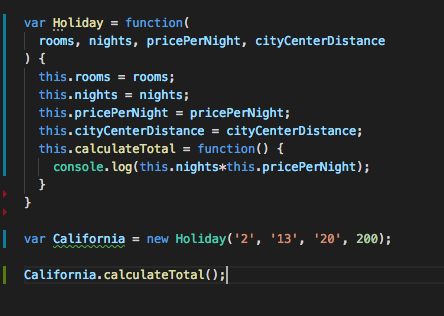 var Holiday = function(
  rooms, nights, pricePerNight, cityCenterDistance
) {
  this.rooms = rooms;
  this.nights = nights;
  this.pricePerNight = pricePerNight;
  this.cityCenterDistance = cityCenterDistance;
  this.calculateTotal = function() {
    console.log(this.nights*this.pricePerNight);
  }
}
var California = new Holiday('2', '13', '20', 200);
California.calculateTotal();